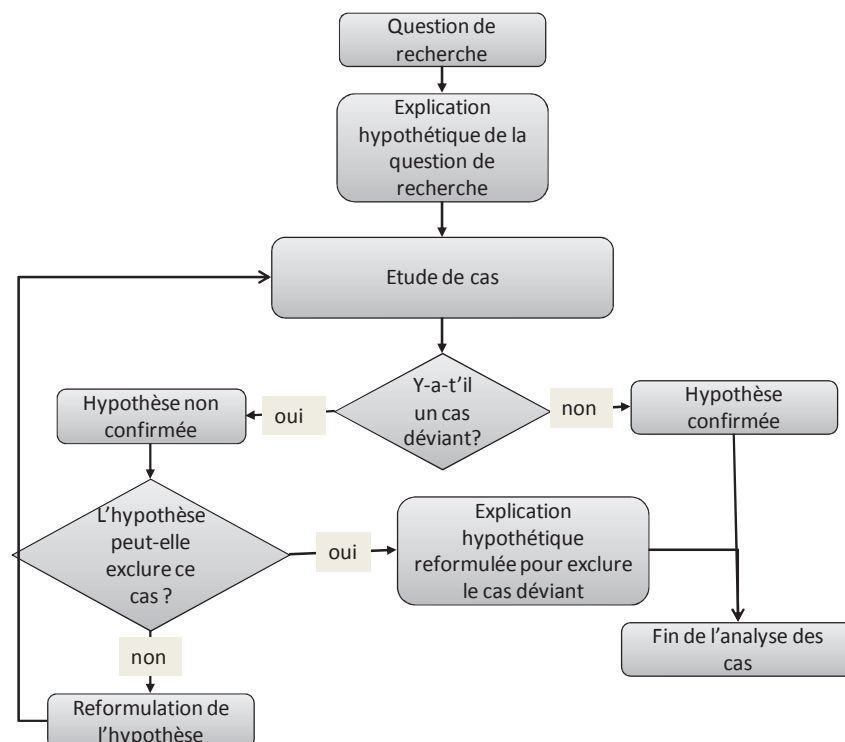 Question de
recherche
Explication
hypothétique de la
question de
recherche
Etude de cas
Y-a-t'il
un cas
déviant?
oui
non
Hypothèse non
confirmée
Hypothèse
confirmée
L'hypothèse
peut-elle
exclure ce
cas ?
oui
Explication
hypothétique
reformulée pour exclure
le cas déviant
non
Fin de l'analyse des
cas
Reformulation de
l'hypothèse